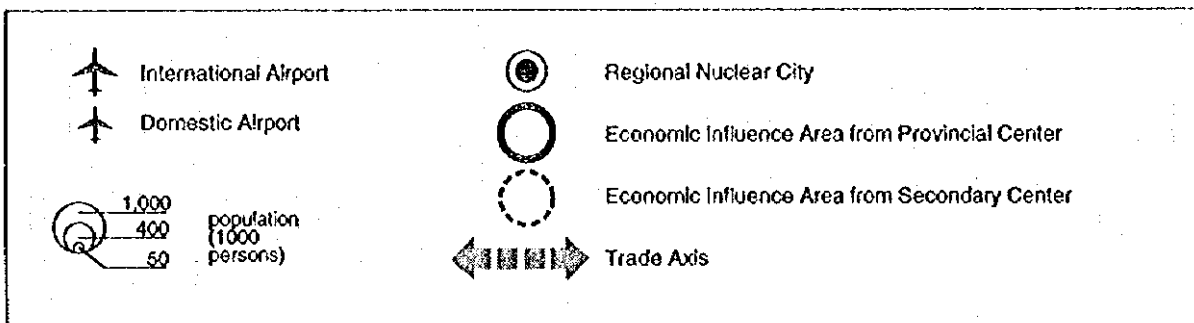 International Airport
Domestic Airport
1,000
400
50
population
(1000
persons)
Regional Nuclear City
Economic Influence Area from Provincial Center
Economic Influence Area from Secondary Center
Trade Axis